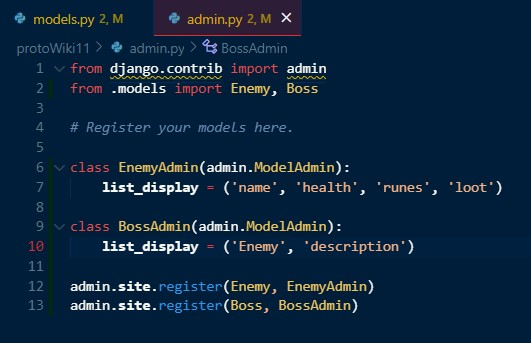 models.py 2, M
admin.py 2, M ×
protoWiki11 > admin.py > BossAdmin
1 from django.contrib import admin
2 from .models import Enemy, Boss
3
4 # Register your models here.
5
6 class EnemyAdmin(admin.ModelAdmin):
7     list_display = ('name', 'health', 'runes', 'loot')
8
9 class BossAdmin(admin.ModelAdmin):
10     list_display = ('Enemy', 'description')
11
12 admin.site.register(Enemy, EnemyAdmin)
13 admin.site.register(Boss, BossAdmin)